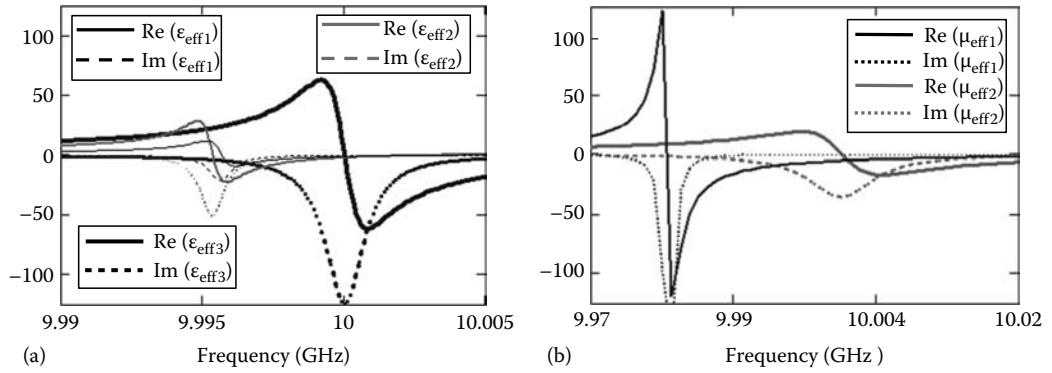 100
50
0
−50
−100
Re (εeff1)
Im (εeff1)
Re (εeff2)
Im (εeff2)
Re (εeff3)
Im (εeff3)
9.99 9.995 10 10.005
(a) Frequency (GHz)
100
50
0
−50
−100
Re (μeff1)
Im (μeff1)
Re (μeff2)
Im (μeff2)
9.97 9.99 10.004 10.02
(b) Frequency (GHz )